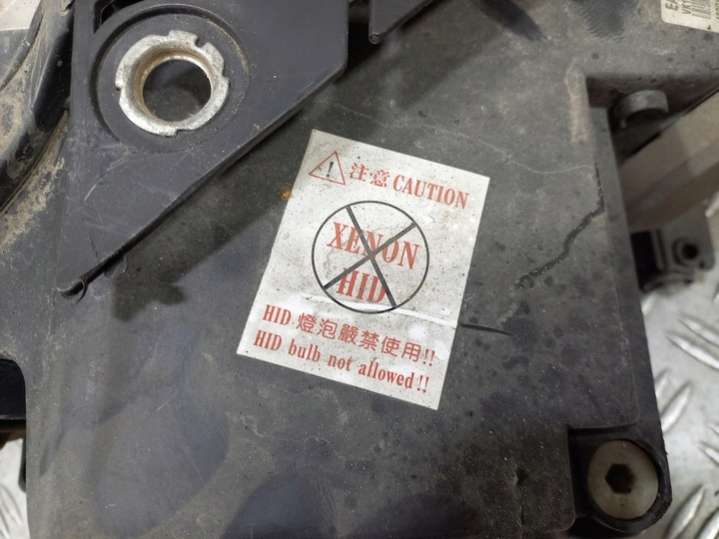 注意 CAUTION
XENON
HID
HID 燈泡嚴禁使用!!
HID bulb not allowed!!